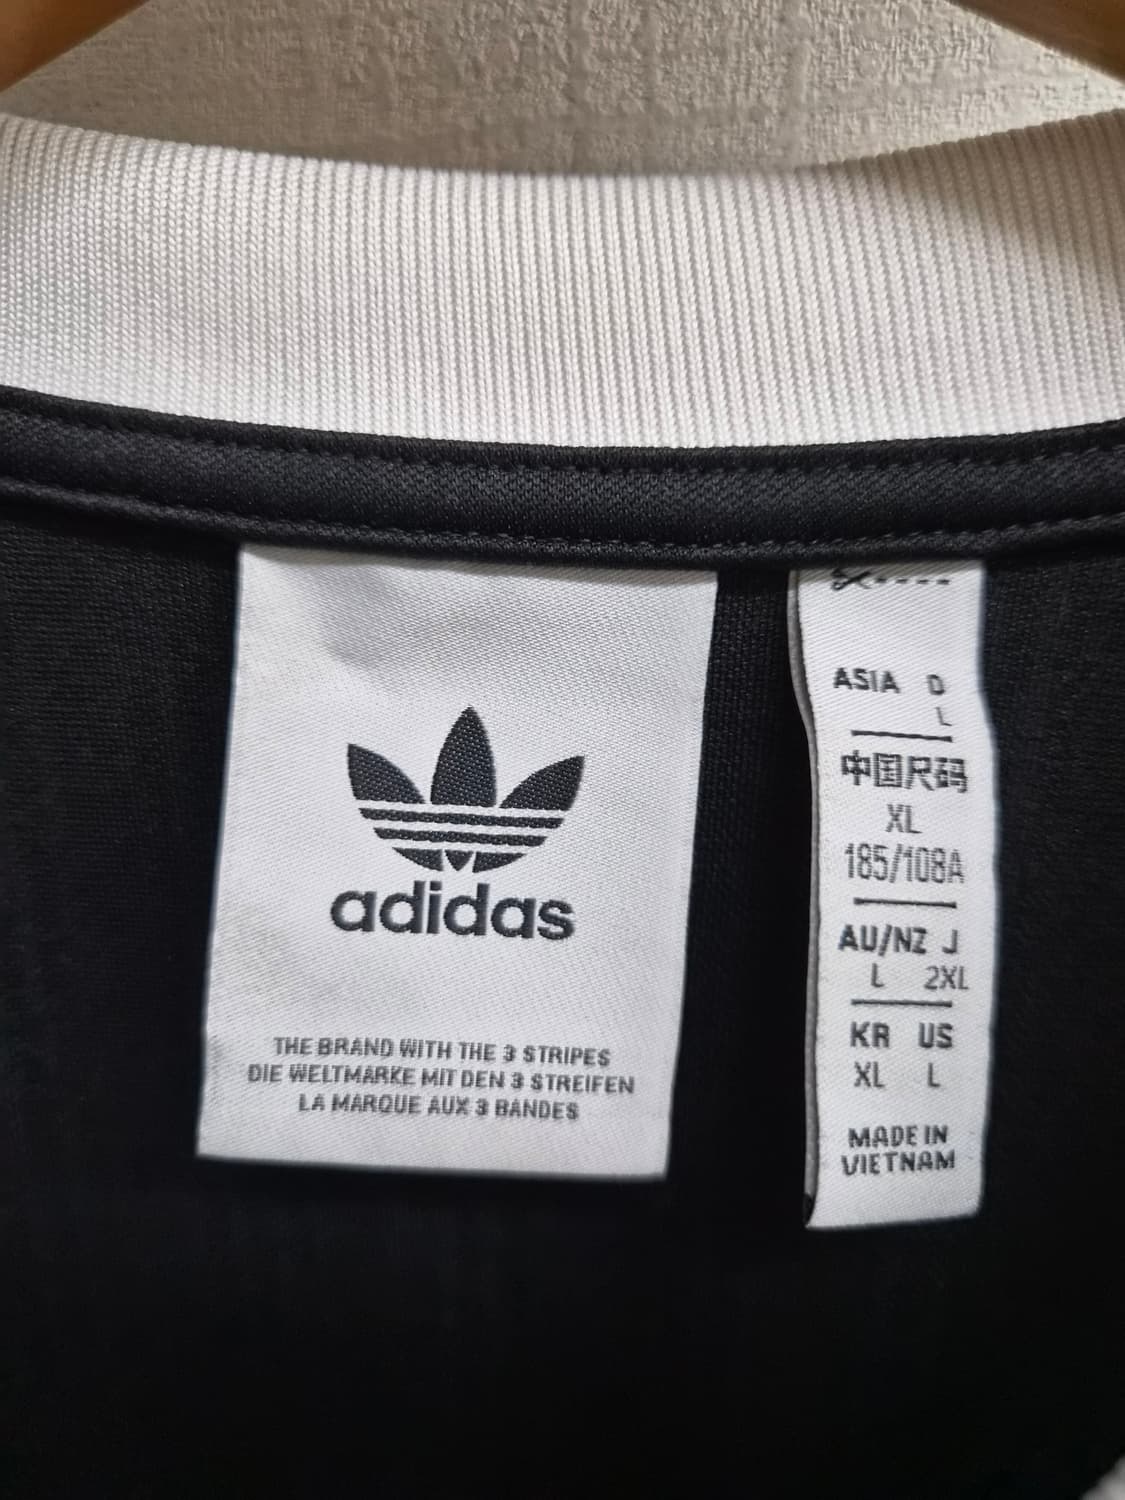 adidas
THE BRAND WITH THE 3 STRIPES
DIE WELTMARKE MIT DEN 3 STREIFEN
LA MARQUE AUX 3 BANDES
ASIA D
L
中国尺码
XL
185/108A
AU/NZ J
L 2XL
KR US
XL L
MADE IN
VIETNAM